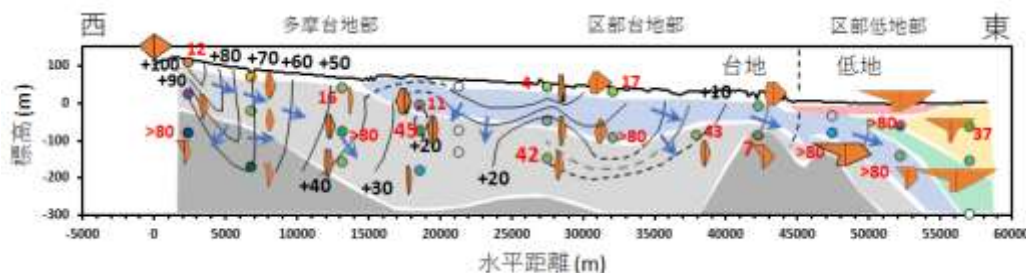 西 多摩台地部 区部台地部 区部低地部 東
100 +100 12 +80 +70 +60 +50 4 17 台地 低地
+90 +10
0 16 11
標高 (m)
>80 >80 45 +20 >80 43 7 >80 >80 37
-100 42
-200 +40 +30 +20 >80
-300
-5000 0 5000 10000 15000 20000 25000 30000 35000 40000 45000 50000 55000 60000
水平距離 (m)